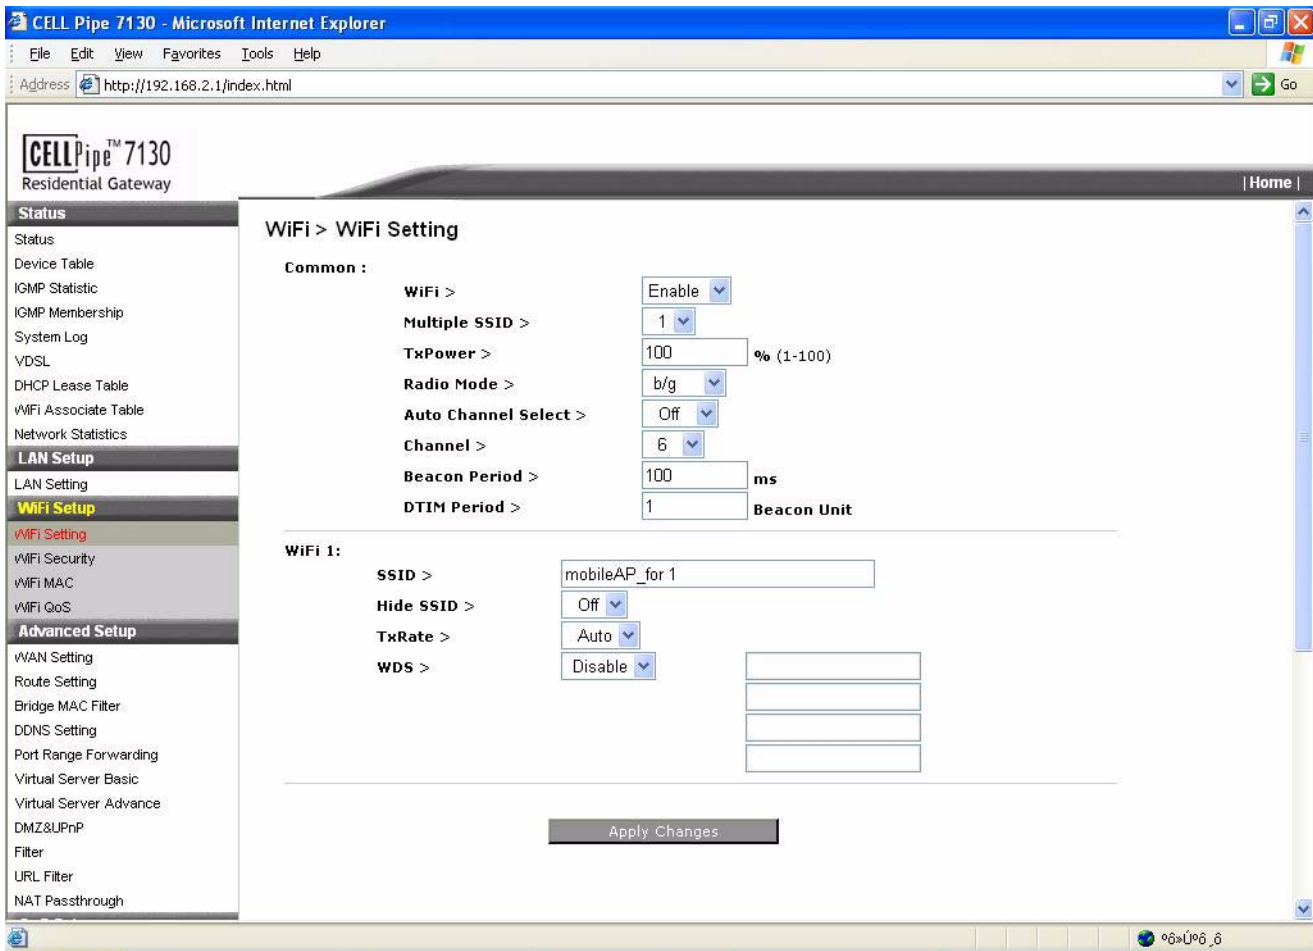 CELL Pipe 7130 - Microsoft Internet Explorer
File Edit View Favorites Tools Help
Address http://192.168.2.1/index.html Go
CELLPipe™ 7130
Residential Gateway
| Home |
Status
Status
Device Table
IGMP Statistic
IGMP Membership
System Log
VDSL
DHCP Lease Table
WiFi Associate Table
Network Statistics
LAN Setup
LAN Setting
WiFi Setup
WiFi Setting
WiFi Security
WiFi MAC
WiFi QoS
Advanced Setup
WAN Setting
Route Setting
Bridge MAC Filter
DDNS Setting
Port Range Forwarding
Virtual Server Basic
Virtual Server Advance
DMZ&UPnP
Filter
URL Filter
NAT Passthrough
WiFi > WiFi Setting
Common :
WiFi > Enable
Multiple SSID > 1
TxPower > 100 % (1-100)
Radio Mode > b/g
Auto Channel Select > Off
Channel > 6
Beacon Period > 100 ms
DTIM Period > 1 Beacon Unit
WiFi 1:
SSID > mobileAP_for 1
Hide SSID > Off
TxRate > Auto
WDS > Disable
Apply Changes